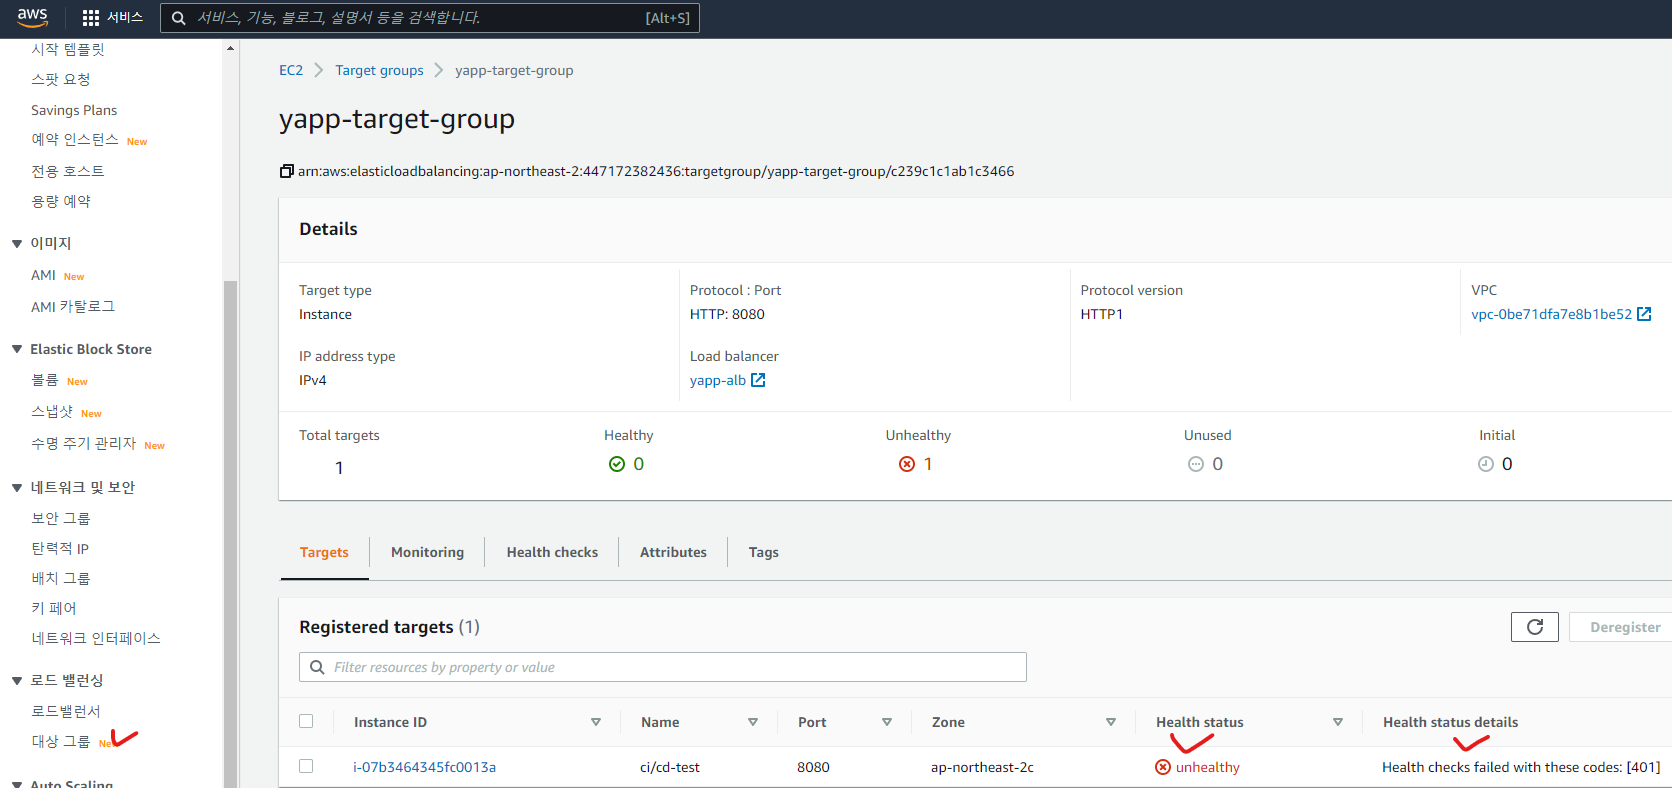 aws
서비스
서비스, 기능, 블로그, 설명서 등을 검색합니다.
[Alt+S]
시작 템플릿
스팟 요청
Savings Plans
예약 인스턴스 New
전용 호스트
용량 예약
이미지
AMI New
AMI 카탈로그
Elastic Block Store
볼륨 New
스냅샷 New
수명 주기 관리자 New
네트워크 및 보안
보안 그룹
탄력적 IP
배치 그룹
키 페어
네트워크 인터페이스
로드 밸런싱
로드밸런서
대상 그룹 New
Auto Scaling
EC2 > Target groups > yapp-target-group
yapp-target-group
arn:aws:elasticloadbalancing:ap-northeast-2:447172382436:targetgroup/yapp-target-group/c239c1c1ab1c3466
Details
Target type
Instance
Protocol : Port
HTTP: 8080
Protocol version
HTTP1
VPC
vpc-0be71dfa7e8b1be52
IP address type
IPv4
Load balancer
yapp-alb
Total targets
1
Healthy
0
Unhealthy
1
Unused
0
Initial
0
Targets
Monitoring
Health checks
Attributes
Tags
Registered targets (1)
Deregister
Filter resources by property or value
Instance ID
Name
Port
Zone
Health status
Health status details
i-07b3464345fc0013a
ci/cd-test
8080
ap-northeast-2c
unhealthy
Health checks failed with these codes: [401]